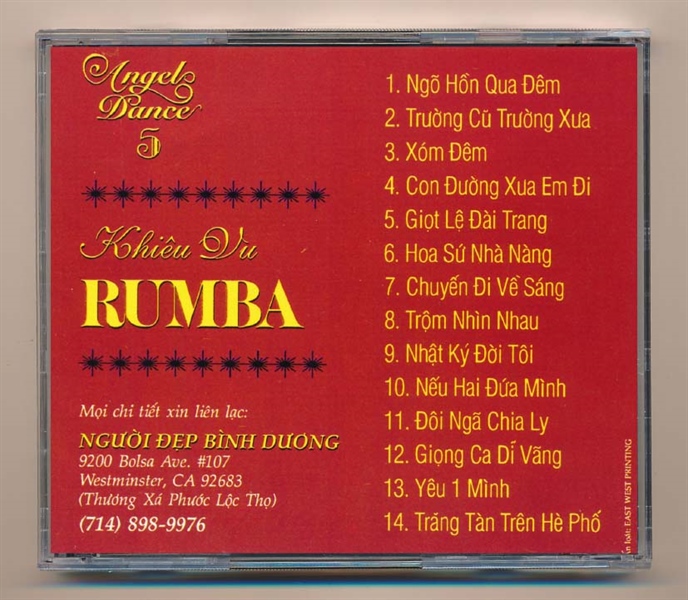 Angel
Dance
5
Khiêu Vũ
RUMBA
Mọi chi tiết xin liên lạc:
NGƯỜI ĐẸP BÌNH DƯƠNG
9200 Bolsa Ave. #107
Westminster, CA 92683
(Thương Xá Phước Lộc Thọ)
(714) 898-9976
1. Ngõ Hồn Qua Đêm
2. Trường Cũ Trường Xưa
3. Xóm Đêm
4. Con Đường Xưa Em Đi
5. Giọt Lệ Đài Trang
6. Hoa Sứ Nhà Nàng
7. Chuyến Đi Về Sáng
8. Trộm Nhìn Nhau
9. Nhật Ký Đời Tôi
10. Nếu Hai Đứa Mình
11. Đôi Ngã Chia Ly
12. Giọng Ca Dĩ Vãng
13. Yêu 1 Mình
14. Trăng Tàn Trên Hè Phố
EAST WEST PRINTING